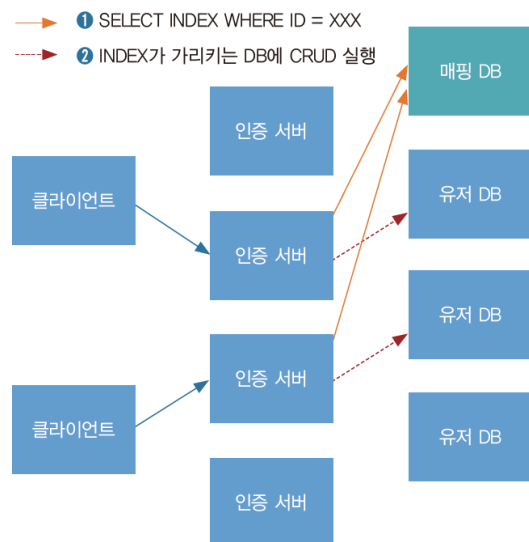 ❶ SELECT INDEX WHERE ID = XXX
❷ INDEX가 가리키는 DB에 CRUD 실행
매핑 DB
인증 서버
클라이언트
유저 DB
인증 서버
유저 DB
인증 서버
클라이언트
유저 DB
인증 서버